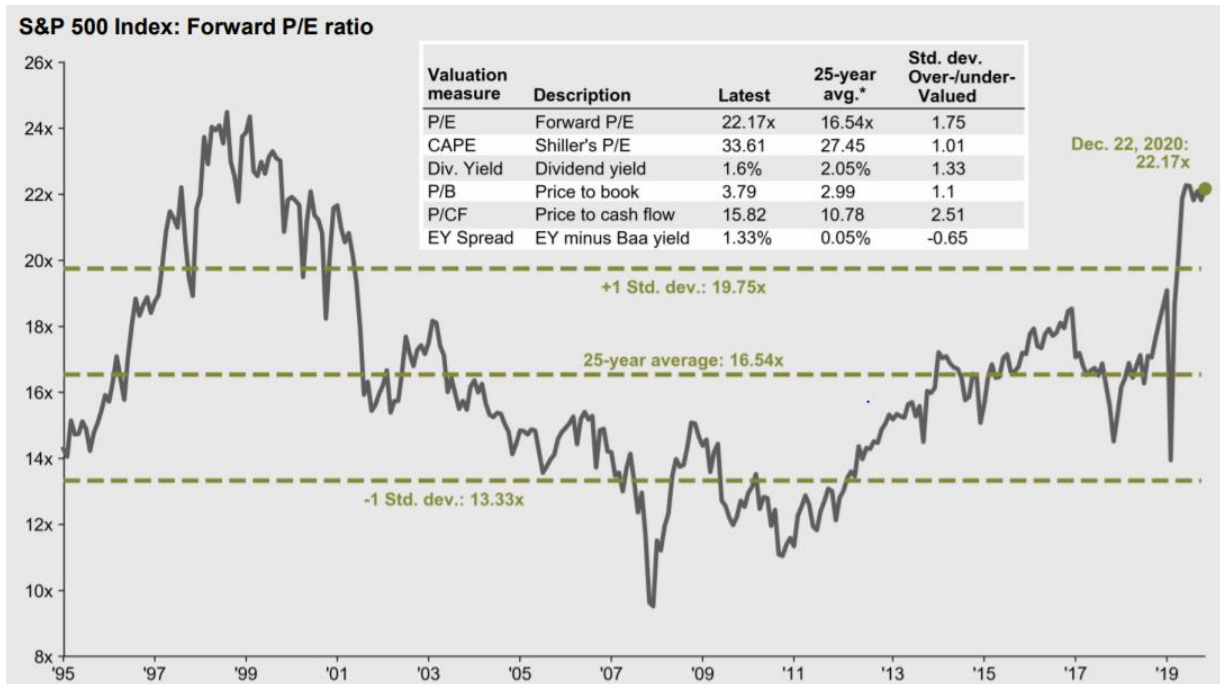 S&P 500 Index: Forward P/E ratio
26x
24x
22x
20x
18x
16x
14x
12x
10x
8x
Valuation measure Description Latest 25-year avg.* Std. dev. Over-/under-Valued
P/E Forward P/E 22.17x 16.54x 1.75
CAPE Shiller's P/E 33.61 27.45 1.01
Div. Yield Dividend yield 1.6% 2.05% 1.33
P/B Price to book 3.79 2.99 1.1
P/CF Price to cash flow 15.82 10.78 2.51
EY Spread EY minus Baa yield 1.33% 0.05% -0.65
Dec. 22, 2020:
22.17x
+1 Std. dev.: 19.75x
25-year average: 16.54x
-1 Std. dev.: 13.33x
'95 '97 '99 '01 '03 '05 '07 '09 '11 '13 '15 '17 '19